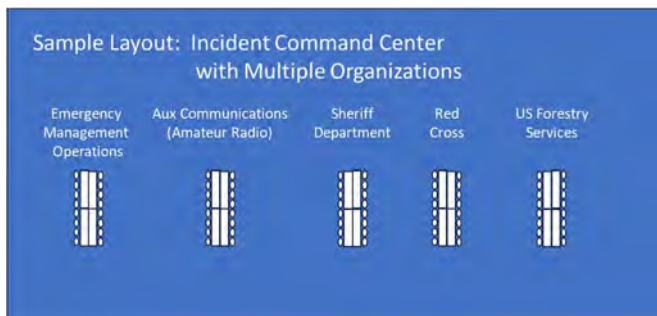 Sample Layout: Incident Command Center
with Multiple Organizations
Emergency
Management
Operations
Aux Communications
(Amateur Radio)
Sheriff
Department
Red
Cross
US Forestry
Services